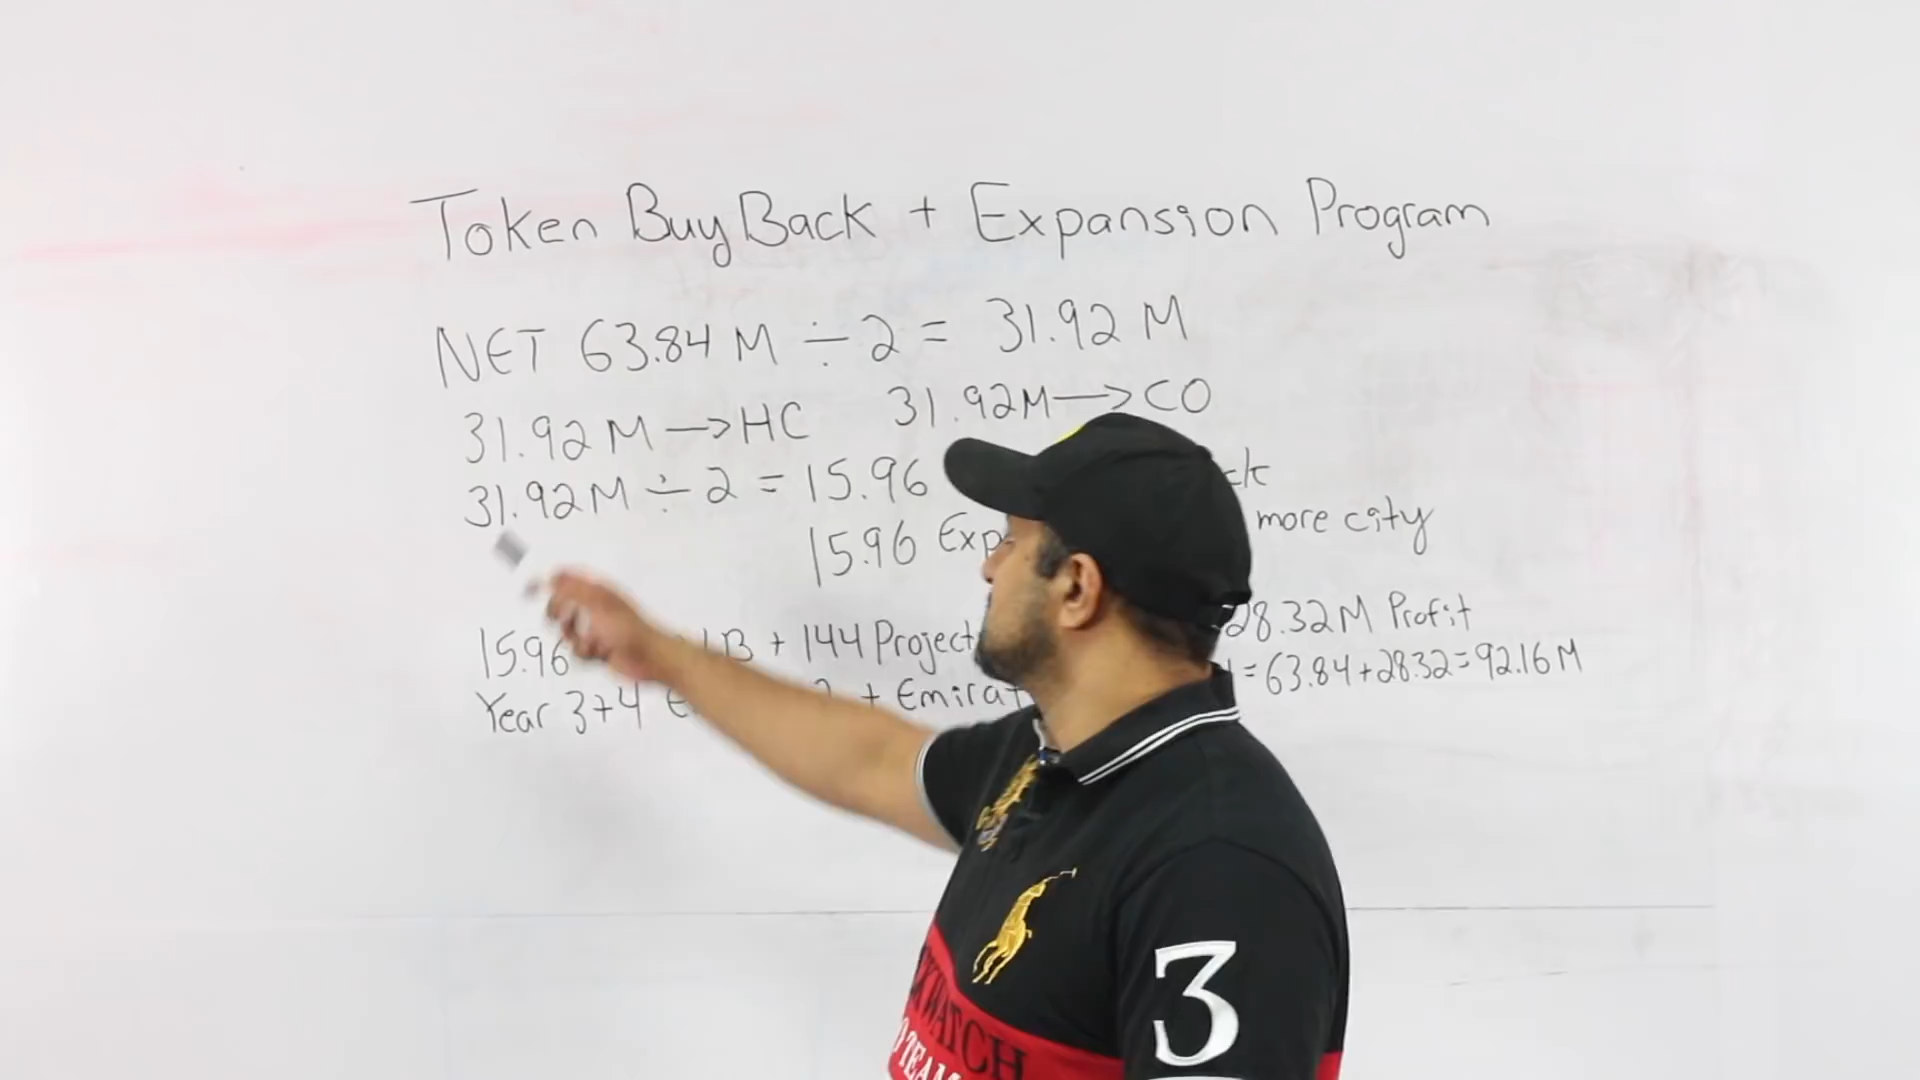 Token BuyBack + Expansion Program
NET 63.84 M ÷ 2 = 31.92 M
31.92 M → HC 31.92M → CO
31.92M ÷ 2 = 15.96
15.96 more city
15.96 + 144 Project 28.32M Profit
Year 3+4 + = 63.84 + 28.32 = 92.16 M
3